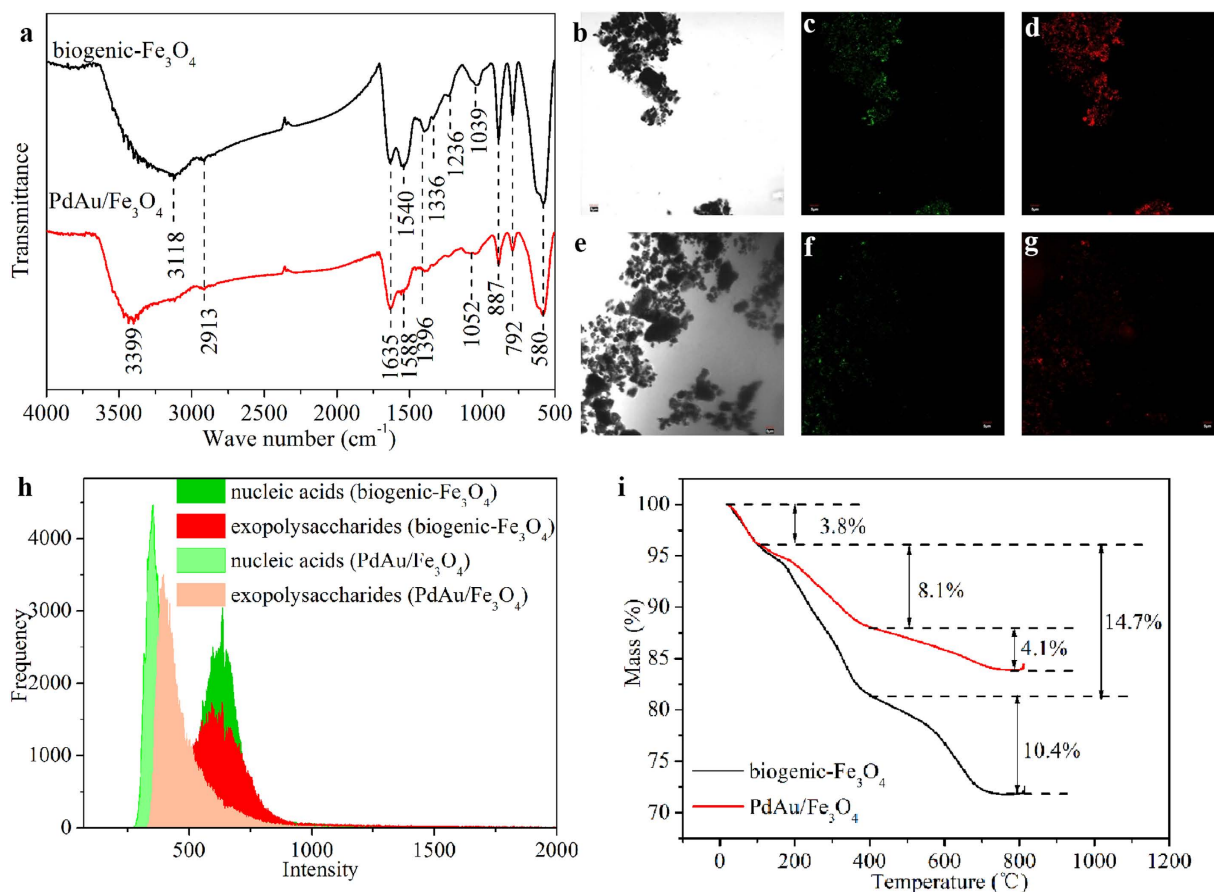 a
biogenic-Fe₃O₄
PdAu/Fe₃O₄
3118
3399
2913
1635
1540
1588
1396
1336
1236
1039
1052
887
792
580
Transmittance
4000 3500 3000 2500 2000 1500 1000 500
Wave number (cm⁻¹)
b
c
d
e
f
g
h
nucleic acids (biogenic-Fe₃O₄)
exopolysaccharides (biogenic-Fe₃O₄)
nucleic acids (PdAu/Fe₃O₄)
exopolysaccharides (PdAu/Fe₃O₄)
Frequency
4000
3000
2000
1000
0
500 1000 1500 2000
Intensity
i
100
95
90
85
80
75
70
Mass (%)
3.8%
8.1%
14.7%
4.1%
10.4%
biogenic-Fe₃O₄
PdAu/Fe₃O₄
0 200 400 600 800 1000 1200
Temperature (℃)